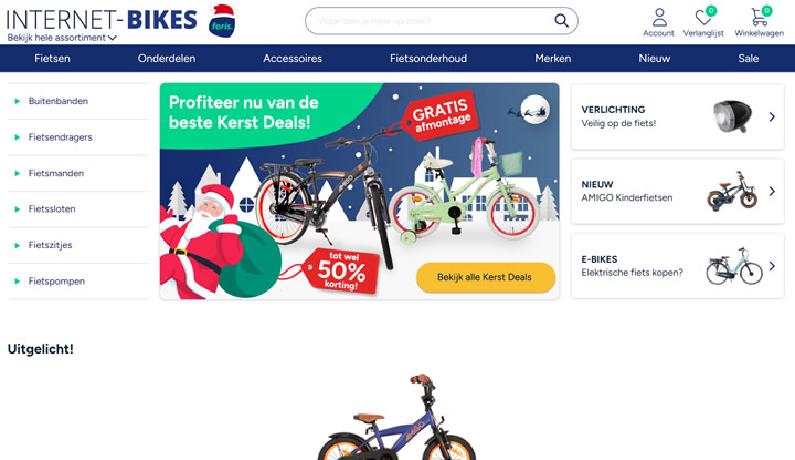 INTERNET-BIKES
foris.
Bekijk hele assortiment
Waar ben je naar op zoek?
0
0
Account
Verlanglijst
Winkelwagen
Fietsen
Onderdelen
Accessoires
Fietsonderhoud
Merken
Nieuw
Sale
Buitenbanden
Fietsendragers
Fietsmanden
Fietssloten
Fietszitjes
Fietspompen
Profiteer nu van de
beste Kerst Deals!
GRATIS
afmontage
tot wel
50%
korting!
Bekijk alle Kerst Deals
VERLICHTING
Veilig op de fiets!
NIEUW
AMIGO Kinderfietsen
E-BIKES
Elektrische fiets kopen?
Uitgelicht!